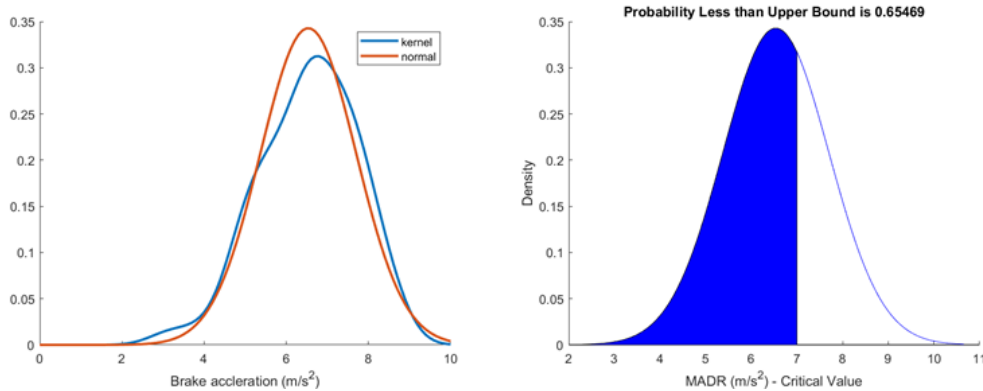 0.35
0.3
0.25
0.2
0.15
0.1
0.05
0
0 2 4 6 8 10
Brake accleration (m/s²)
kernel
normal
Probability Less than Upper Bound is 0.65469
0.35
0.3
0.25
0.2
0.15
0.1
0.05
0
Density
2 3 4 5 6 7 8 9 10 11
MADR (m/s²) - Critical Value